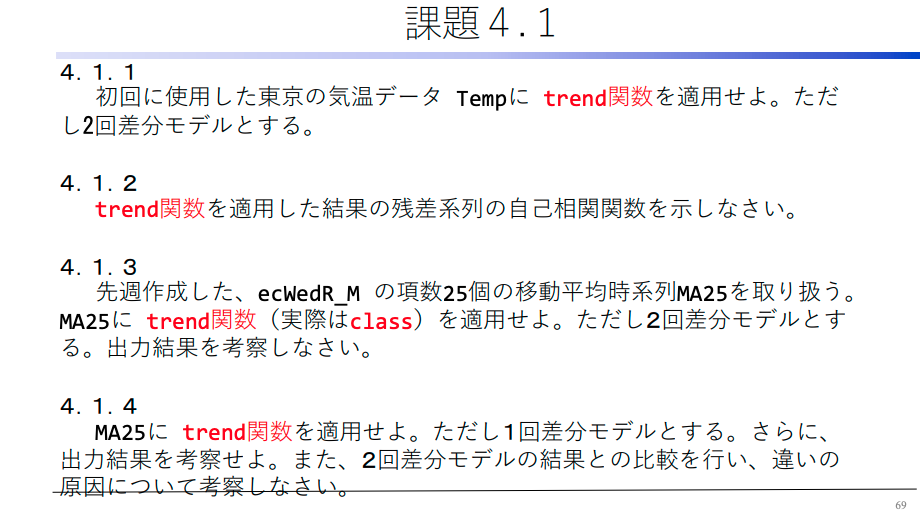 課題４.１
４．１．１
初回に使用した東京の気温データ Tempに trend関数を適用せよ。ただ
し2回差分モデルとする。
４．１．２
trend関数を適用した結果の残差系列の自己相関関数を示しなさい。
４．１．３
先週作成した、ecWedR_M の項数25個の移動平均時系列MA25を取り扱う。
MA25に trend関数（実際はclass）を適用せよ。ただし２回差分モデルとす
る。出力結果を考察しなさい。
４．１．４
MA25に trend関数を適用せよ。ただし１回差分モデルとする。さらに、
出力結果を考察せよ。また、２回差分モデルの結果との比較を行い、違いの
原因について考察しなさい。
69